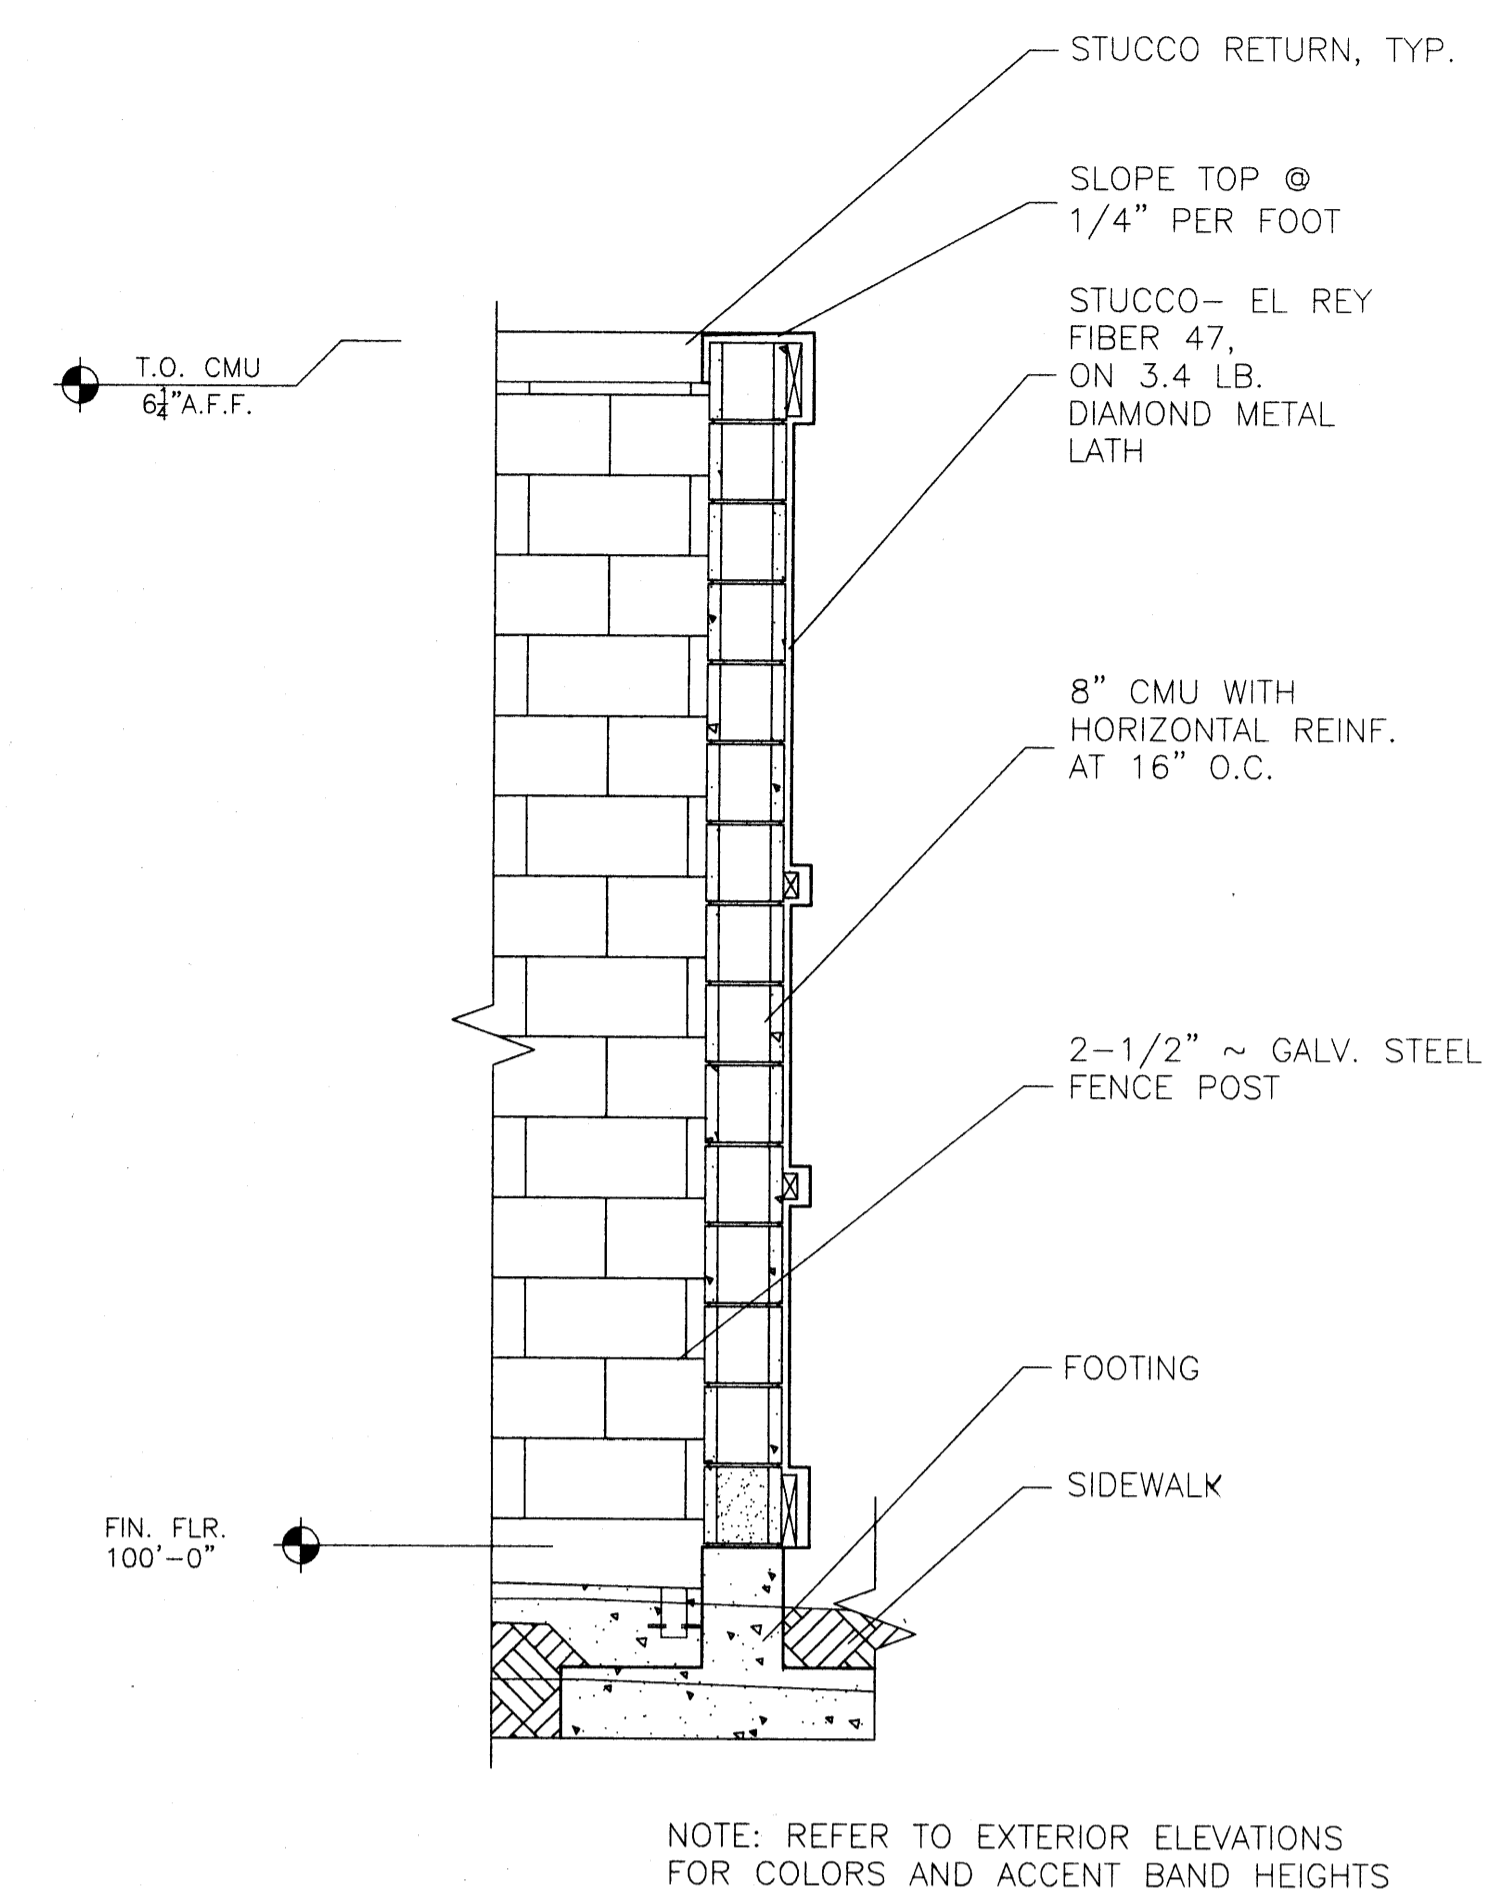 STUCCO RETURN, TYP.
SLOPE TOP @
1/4" PER FOOT
STUCCO- EL REY
FIBER 47,
ON 3.4 LB.
DIAMOND METAL
LATH
T.O. CMU
6 1/4" A.F.F.
8" CMU WITH
HORIZONTAL REINF.
AT 16" O.C.
2-1/2" ~ GALV. STEEL
FENCE POST
FOOTING
SIDEWALK
FIN. FLR.
100'-0"
NOTE: REFER TO EXTERIOR ELEVATIONS
FOR COLORS AND ACCENT BAND HEIGHTS